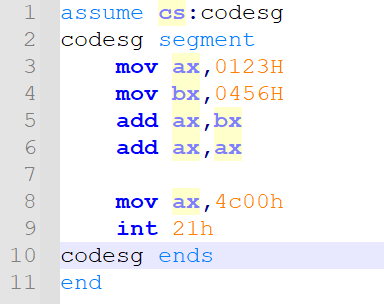 1 assume cs:codesg
2 codesg segment
3     mov ax,0123H
4     mov bx,0456H
5     add ax,bx
6     add ax,ax
7
8     mov ax,4c00h
9     int 21h
10 codesg ends
11 end